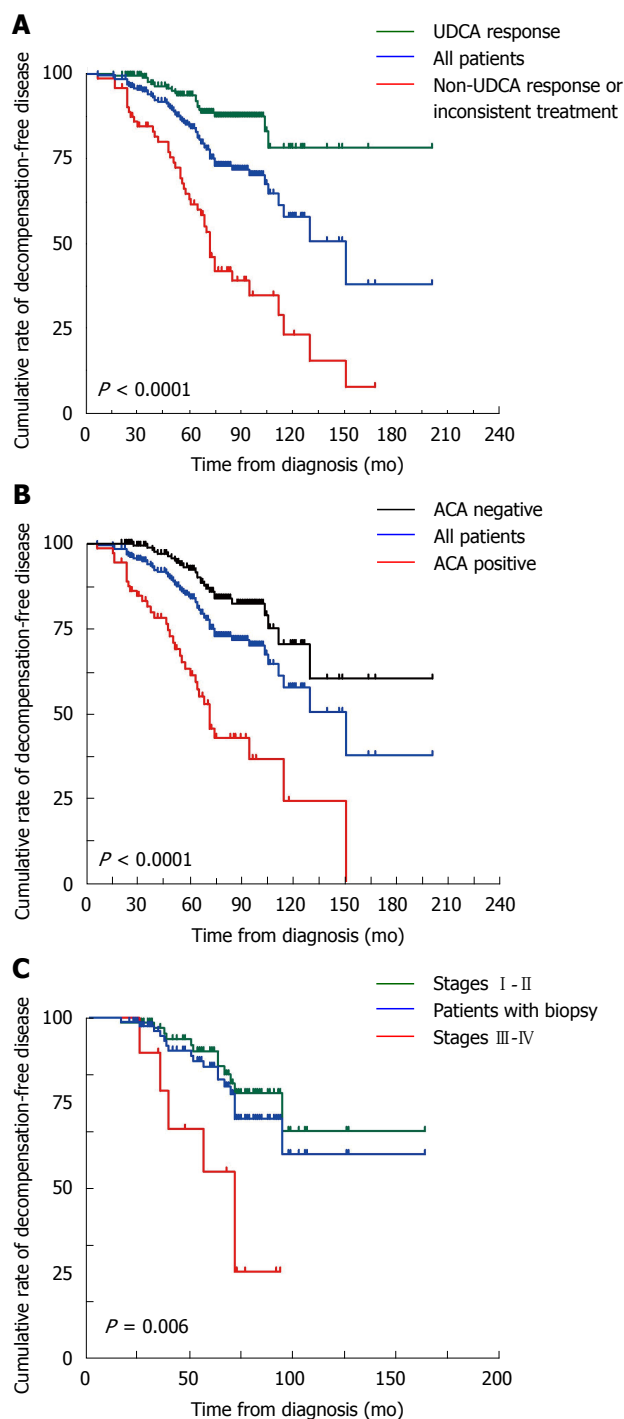 A
UDCA response
All patients
Non-UDCA response or
inconsistent treatment
Cumulative rate of decompensation-free disease
100
75
50
25
0
P < 0.0001
0 30 60 90 120 150 180 210 240
Time from diagnosis (mo)
B
ACA negative
All patients
ACA positive
Cumulative rate of decompensation-free disease
100
75
50
25
0
P < 0.0001
0 30 60 90 120 150 180 210 240
Time from diagnosis (mo)
C
Stages Ⅰ-Ⅱ
Patients with biopsy
Stages Ⅲ-Ⅳ
Cumulative rate of decompensation-free disease
100
75
50
25
0
P = 0.006
0 50 100 150 200
Time from diagnosis (mo)